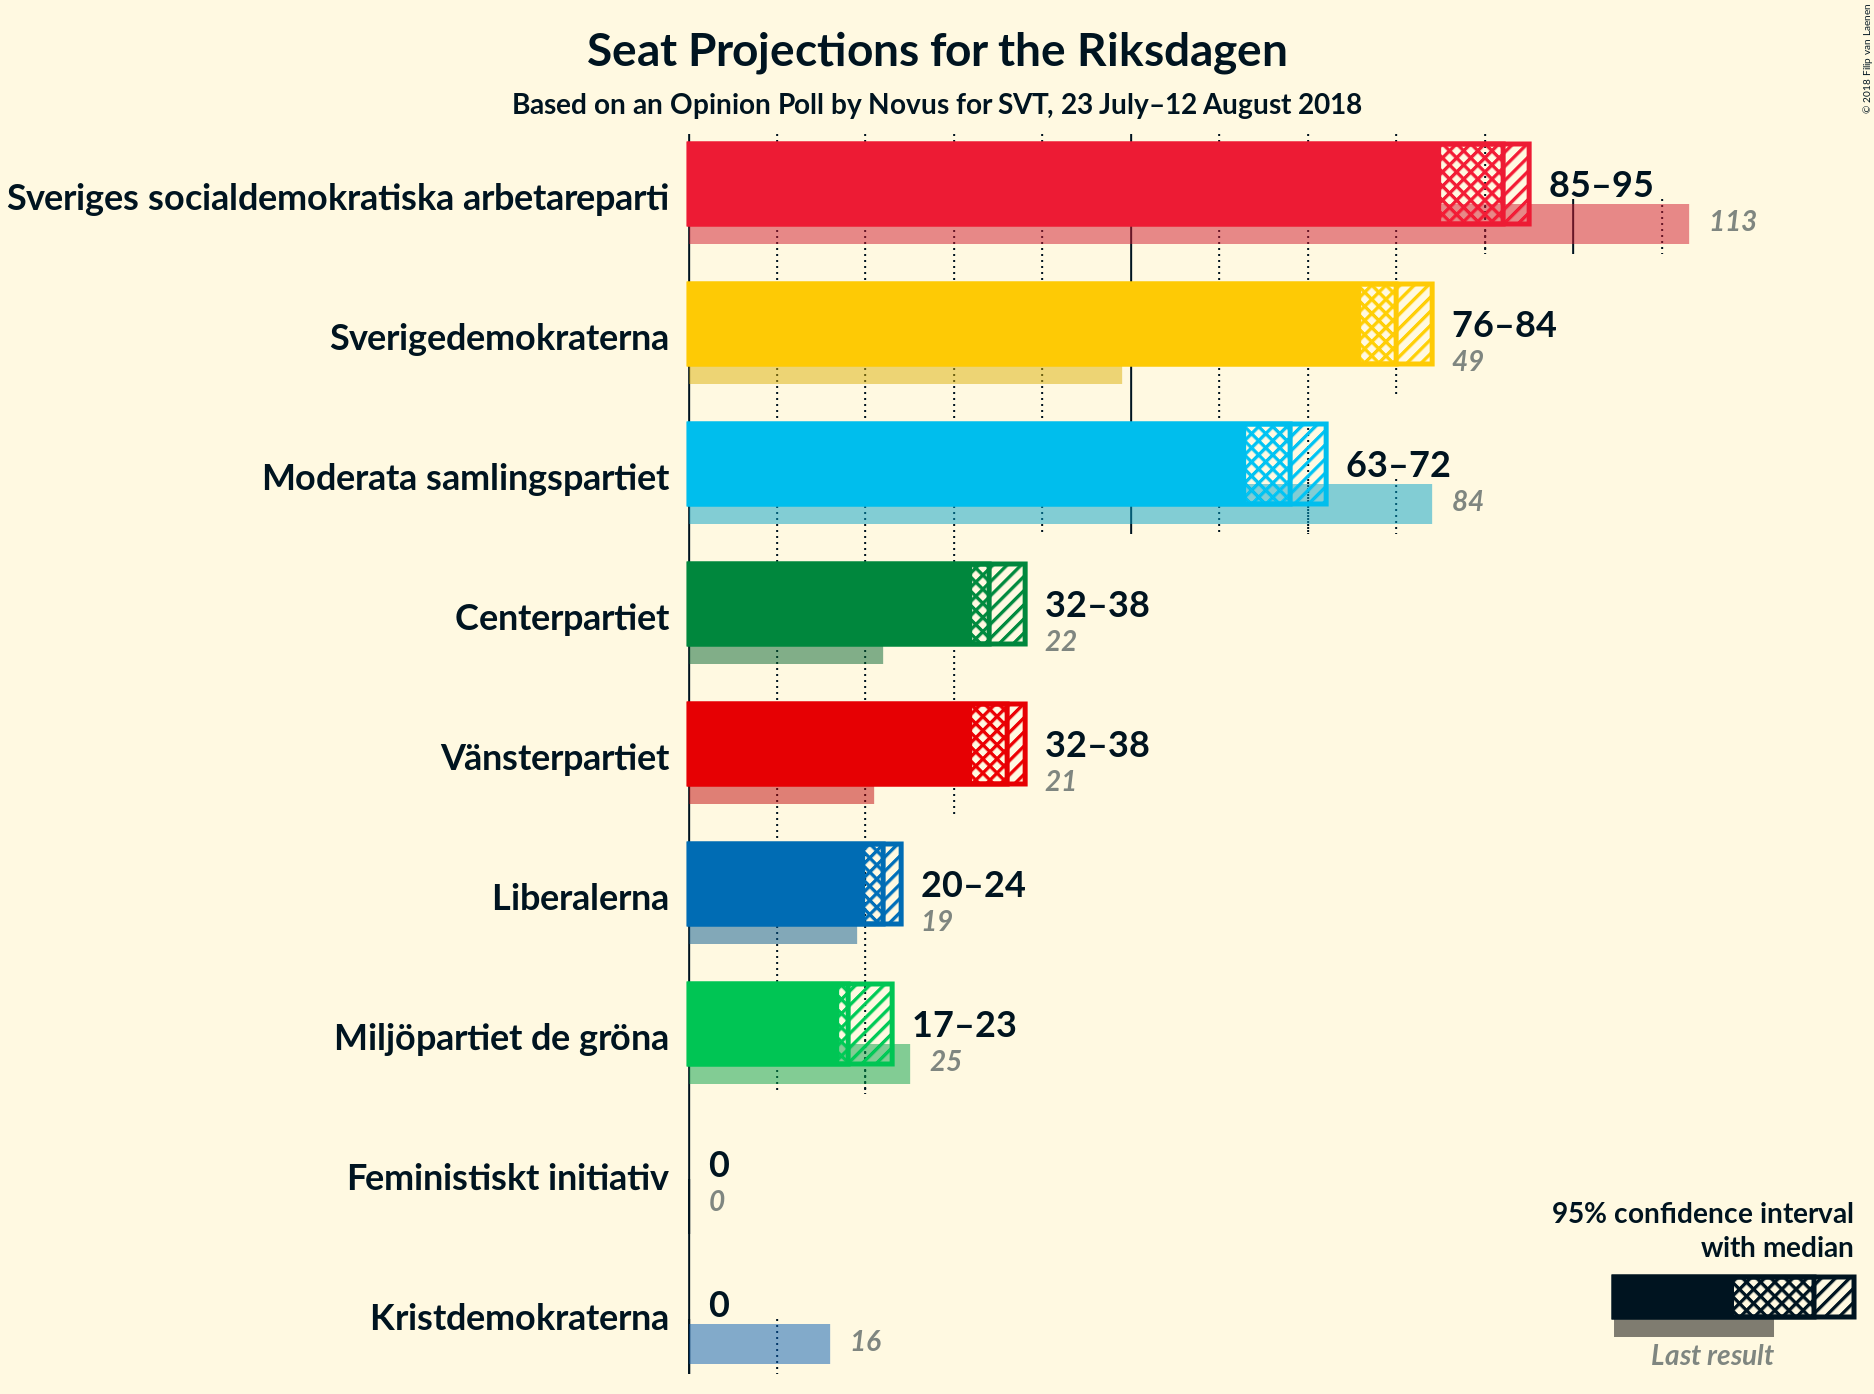 Seat Projections for the Riksdagen
Based on an Opinion Poll by Novus for SVT, 23 July–12 August 2018
© 2018 Filip van Laenen
Sveriges socialdemokratiska arbetareparti
85–95
113
Sverigedemokraterna
76–84
49
Moderata samlingspartiet
63–72
84
Centerpartiet
32–38
22
Vänsterpartiet
32–38
21
Liberalerna
20–24
19
Miljöpartiet de gröna
17–23
25
Feministiskt initiativ
0
0
Kristdemokraterna
0
16
95% confidence interval
with median
Last result